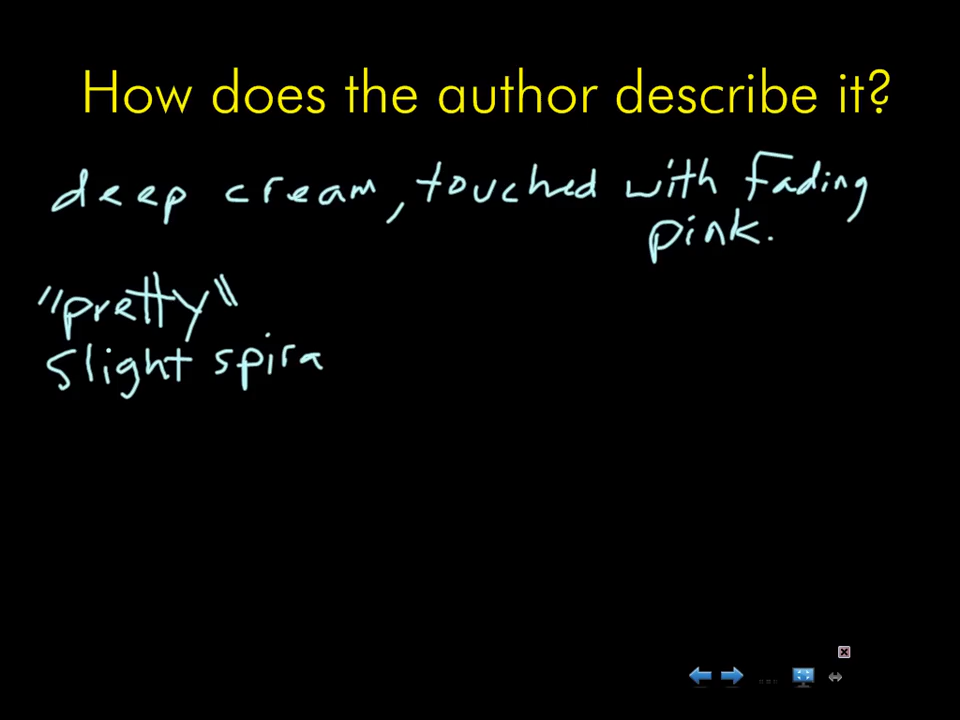 How does the author describe it?
deep cream, touched with fading
pink.
"pretty"
slight spira